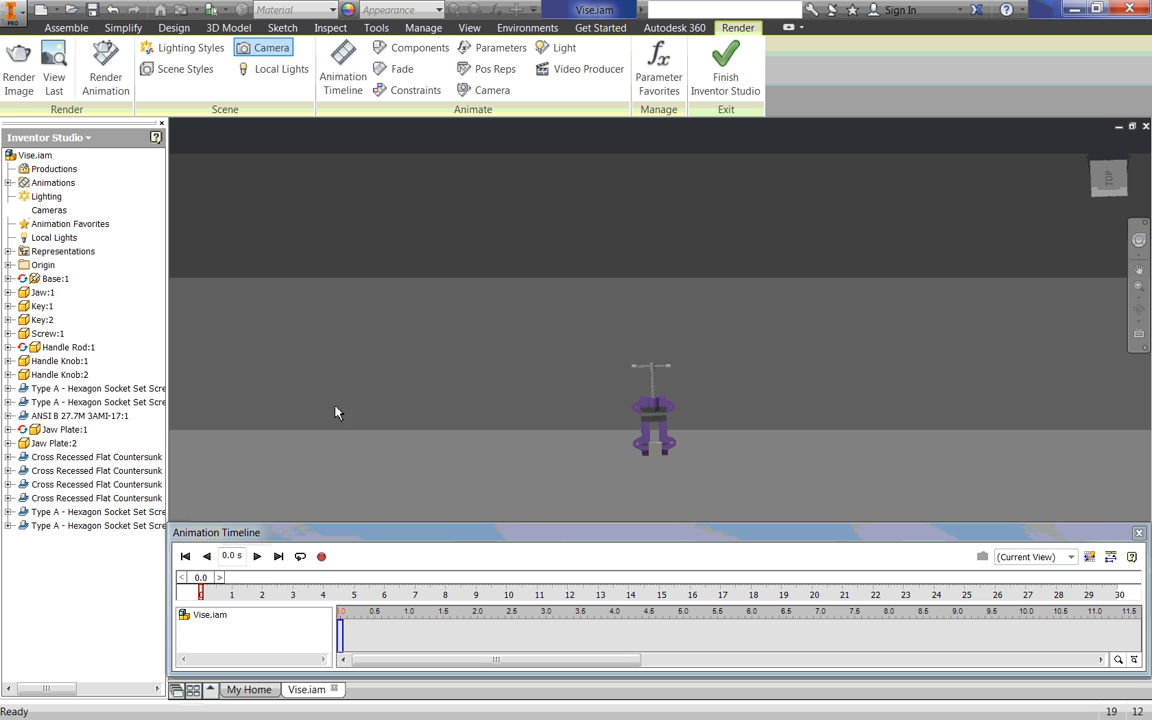 Material
Appearance
Vise.iam
Sign In
PRO
Assemble Simplify Design 3D Model Sketch Inspect Tools Manage View Environments Get Started Autodesk 360 Render
Render Image
View Last
Render Animation
Lighting Styles
Camera
Scene Styles
Local Lights
Animation Timeline
Components
Fade
Constraints
Parameters
Pos Reps
Camera
Light
Video Producer
Parameter Favorites
Finish Inventor Studio
Render Scene Animate Manage Exit
Inventor Studio
Vise.iam
Productions
Animations
Lighting
Cameras
Animation Favorites
Local Lights
Representations
Origin
Base:1
Jaw:1
Key:1
Key:2
Screw:1
Handle Rod:1
Handle Knob:1
Handle Knob:2
Type A - Hexagon Socket Set Scre
Type A - Hexagon Socket Set Scre
ANSI B 27.7M 3AMI-17:1
Jaw Plate:1
Jaw Plate:2
Cross Recessed Flat Countersunk
Cross Recessed Flat Countersunk
Cross Recessed Flat Countersunk
Cross Recessed Flat Countersunk
Type A - Hexagon Socket Set Scre
Type A - Hexagon Socket Set Scre
TOP
Animation Timeline
0.0 s
(Current View)
< 0.0 >
0 1 2 3 4 5 6 7 8 9 10 11 12 13 14 15 16 17 18 19 20 21 22 23 24 25 26 27 28 29 30
0.0 0.5 1.0 1.5 2.0 2.5 3.0 3.5 4.0 4.5 5.0 5.5 6.0 6.5 7.0 7.5 8.0 8.5 9.0 9.5 10.0 10.5 11.0 11.5
Vise.iam
My Home
Vise.iam
Ready
19 12